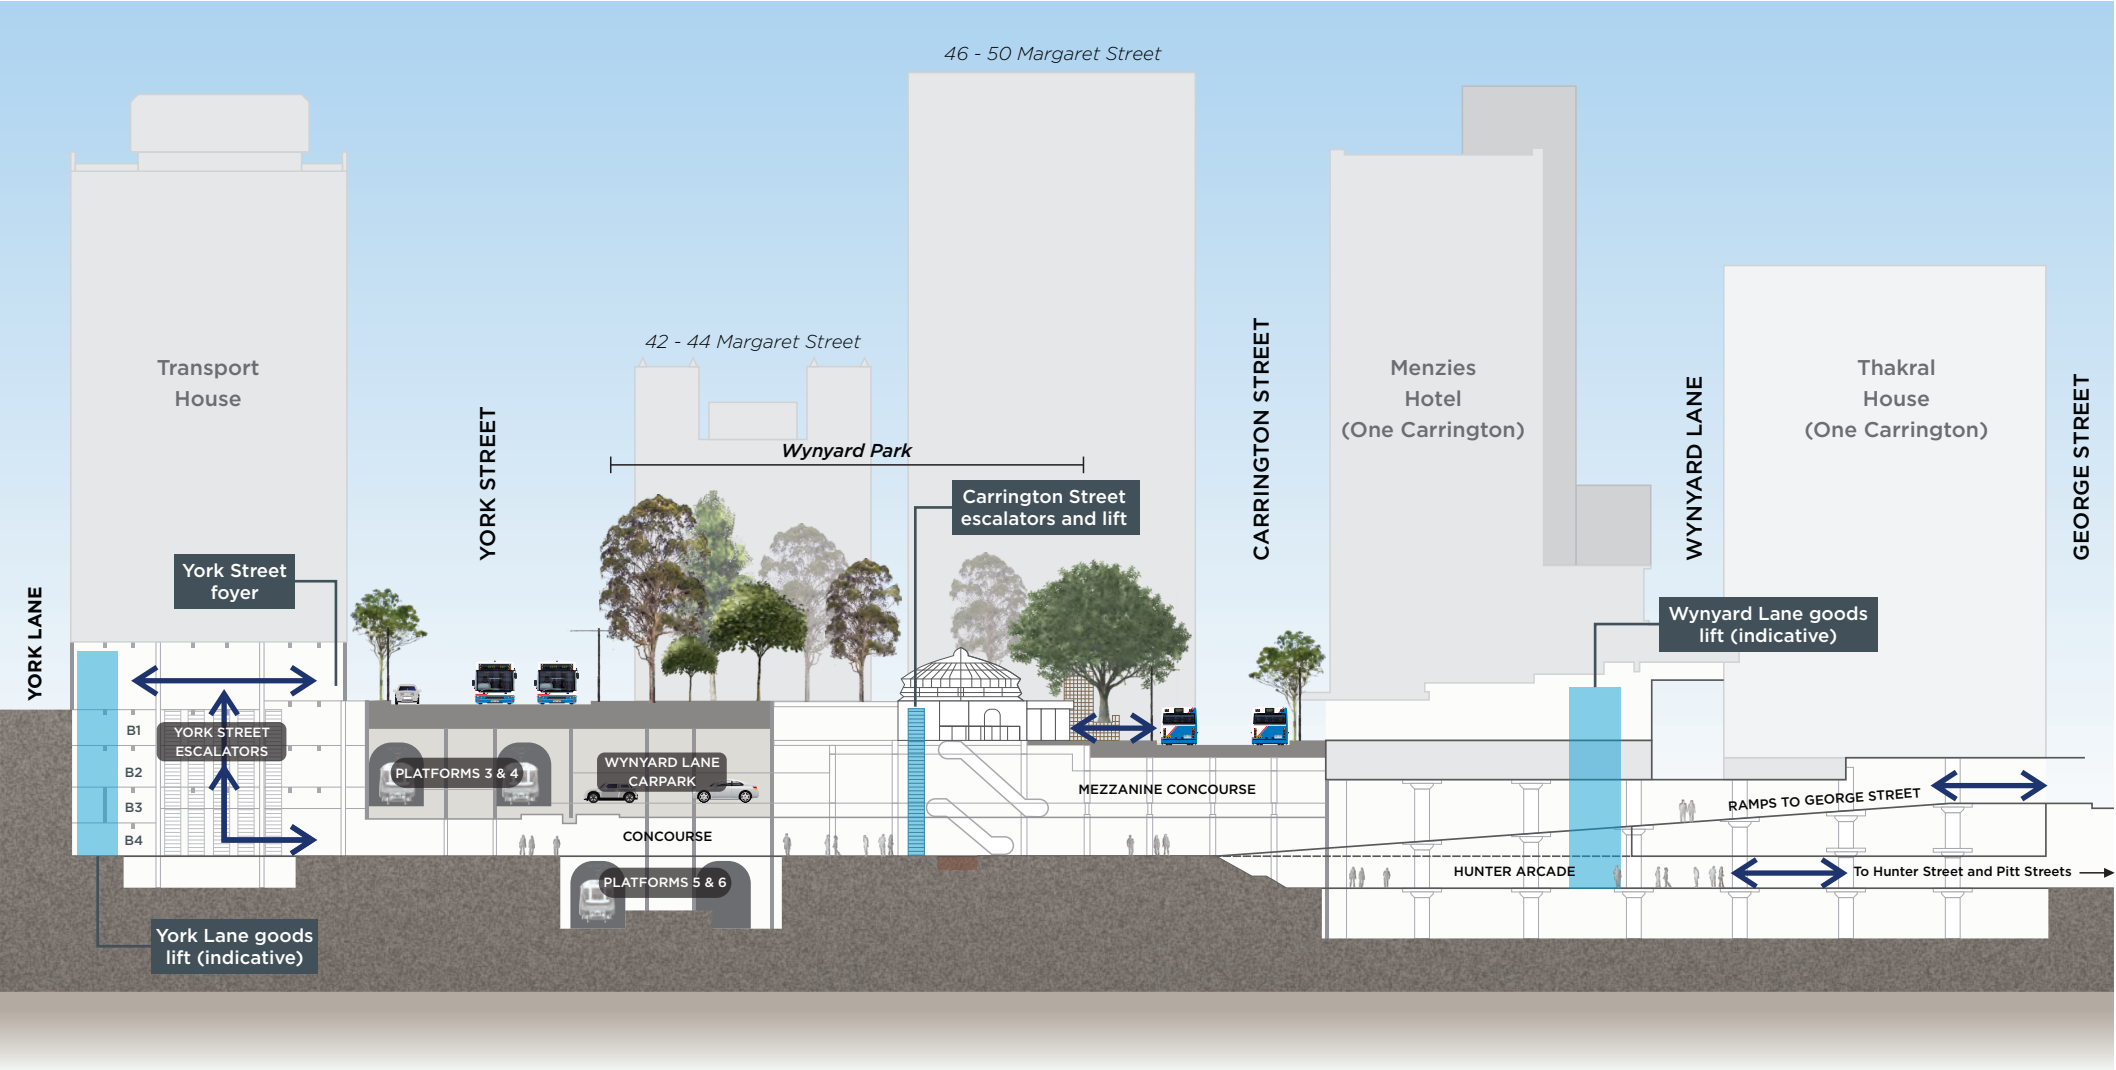 46 - 50 Margaret Street
42 - 44 Margaret Street
Transport
House
Menzies
Hotel
(One Carrington)
Thakral
House
(One Carrington)
Wynyard Park
YORK LANE
YORK STREET
CARRINGTON STREET
WYNYARD LANE
GEORGE STREET
Carrington Street
escalators and lift
York Street
foyer
Wynyard Lane goods
lift (indicative)
B1
B2
B3
B4
YORK STREET
ESCALATORS
PLATFORMS 3 & 4
WYNYARD LANE
CARPARK
MEZZANINE CONCOURSE
RAMPS TO GEORGE STREET
CONCOURSE
PLATFORMS 5 & 6
HUNTER ARCADE
To Hunter Street and Pitt Streets
York Lane goods
lift (indicative)